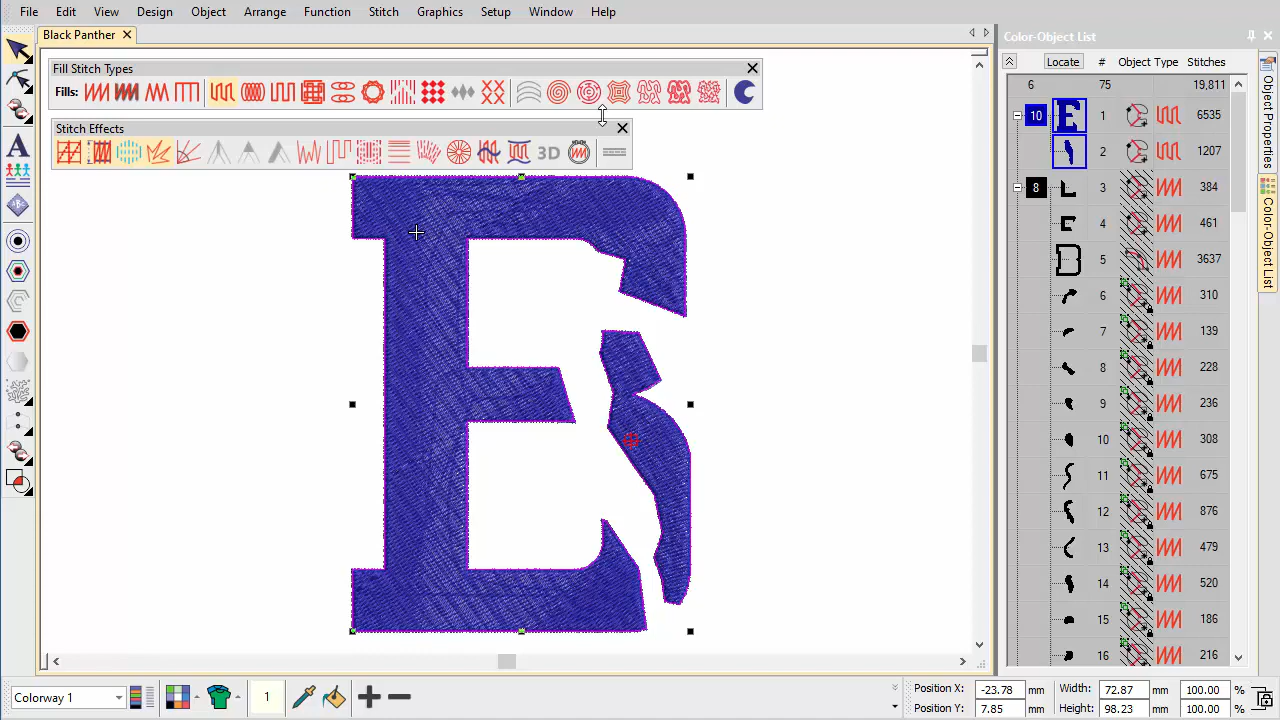 File Edit View Design Object Arrange Function Stitch Graphics Setup Window Help
Black Panther
Color-Object List
Fill Stitch Types
Fills:
Stitch Effects
3D
Locate # Object Type Stitches
6 75 19,811
10 E 1 6535
2 1207
8 3 384
E 4 461
B 5 3637
6 310
7 139
8 228
9 236
10 308
11 675
12 876
13 479
14 520
15 186
16 216
Object Properties
Color-Object List
E
A
ABC
Colorway 1
1
Position X: -23.78 mm Width: 72.87 mm 100.00 %
Position Y: 7.85 mm Height: 98.23 mm 100.00 %